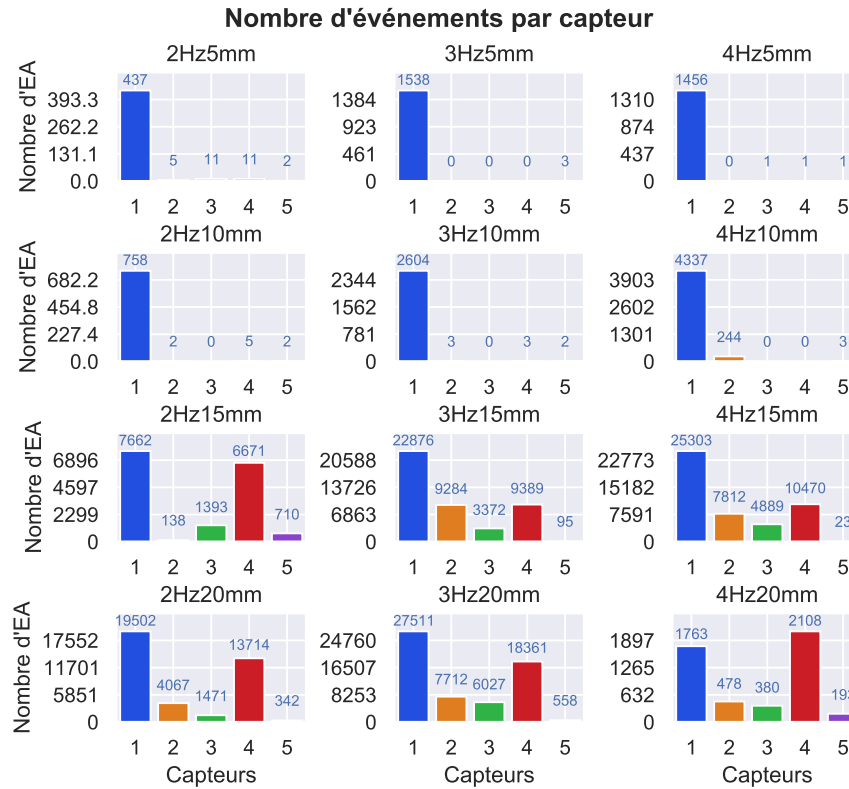 Nombre d'événements par capteur
2Hz5mm 3Hz5mm 4Hz5mm
Nombre d'EA
393.3
262.2
131.1
0.0
437 5 11 11 2
1 2 3 4 5
1384
923
461
0
1538 0 0 0 3
1 2 3 4 5
1310
874
437
0
1456 0 1 1 1
1 2 3 4 5
2Hz10mm 3Hz10mm 4Hz10mm
Nombre d'EA
682.2
454.8
227.4
0.0
758 2 0 5 2
1 2 3 4 5
2344
1562
781
0
2604 3 0 3 2
1 2 3 4 5
3903
2602
1301
0
4337 244 0 0 3
1 2 3 4 5
2Hz15mm 3Hz15mm 4Hz15mm
Nombre d'EA
6896
4597
2299
0
7662 138 1393 6671 710
1 2 3 4 5
20588
13726
6863
0
22876 9284 3372 9389 95
1 2 3 4 5
22773
15182
7591
0
25303 7812 4889 10470 23
1 2 3 4 5
2Hz20mm 3Hz20mm 4Hz20mm
Nombre d'EA
17552
11701
5851
0
19502 4067 1471 13714 342
1 2 3 4 5
Capteurs
24760
16507
8253
0
27511 7712 6027 18361 558
1 2 3 4 5
Capteurs
1897
1265
632
0
1763 478 380 2108 193
1 2 3 4 5
Capteurs